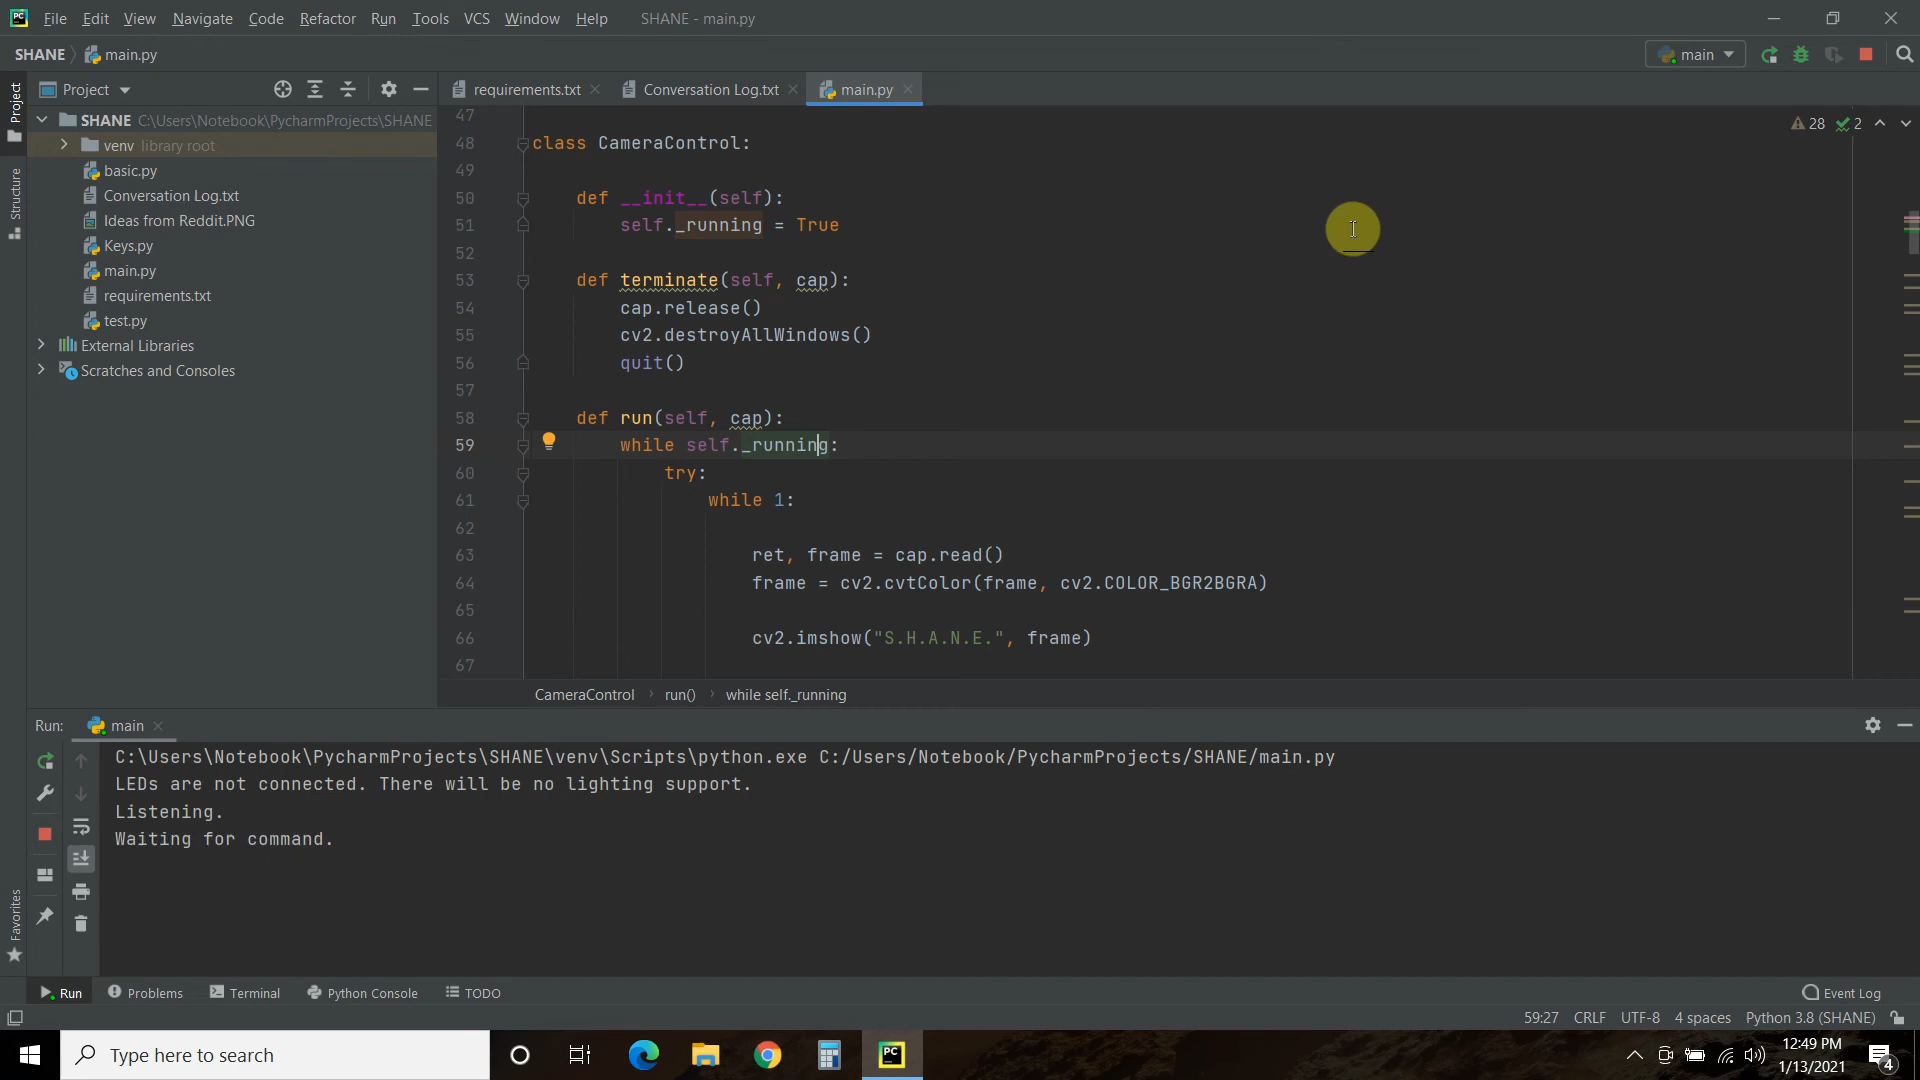 PC File Edit View Navigate Code Refactor Run Tools VCS Window Help SHANE - main.py
SHANE main.py main
Project requirements.txt Conversation Log.txt main.py
Project
Structure
Favorites
SHANE C:\Users\Notebook\PycharmProjects\SHANE
venv library root
basic.py
Conversation Log.txt
Ideas from Reddit.PNG
Keys.py
main.py
requirements.txt
test.py
External Libraries
Scratches and Consoles
28 2
47
48 class CameraControl:
49
50 def __init__(self):
51 self._running = True
52
53 def terminate(self, cap):
54 cap.release()
55 cv2.destroyAllWindows()
56 quit()
57
58 def run(self, cap):
59 while self._running:
60 try:
61 while 1:
62
63 ret, frame = cap.read()
64 frame = cv2.cvtColor(frame, cv2.COLOR_BGR2BGRA)
65
66 cv2.imshow("S.H.A.N.E.", frame)
67
CameraControl run() while self._running
Run: main
C:\Users\Notebook\PycharmProjects\SHANE\venv\Scripts\python.exe C:/Users/Notebook/PycharmProjects/SHANE/main.py
LEDs are not connected. There will be no lighting support.
Listening.
Waiting for command.
Run Problems Terminal Python Console TODO Event Log
59:27 CRLF UTF-8 4 spaces Python 3.8 (SHANE)
Type here to search PC 12:49 PM
1/13/2021 4